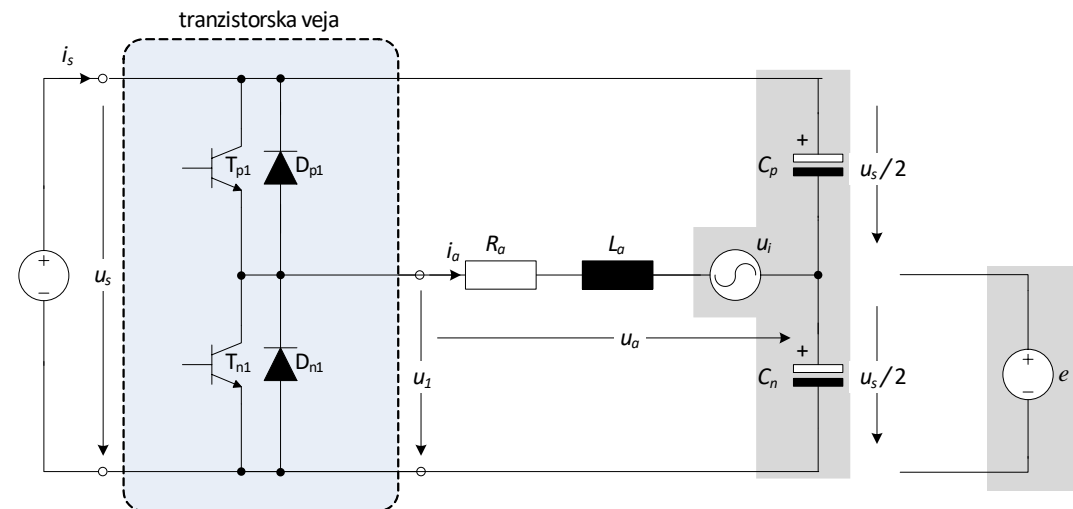 tranzistorska veja
i_s
T_p1
D_p1
+
C_p
u_s/2
+
−
u_s
i_a
R_a
L_a
u_i
u_a
T_n1
D_n1
u_1
+
C_n
u_s/2
+
−
e